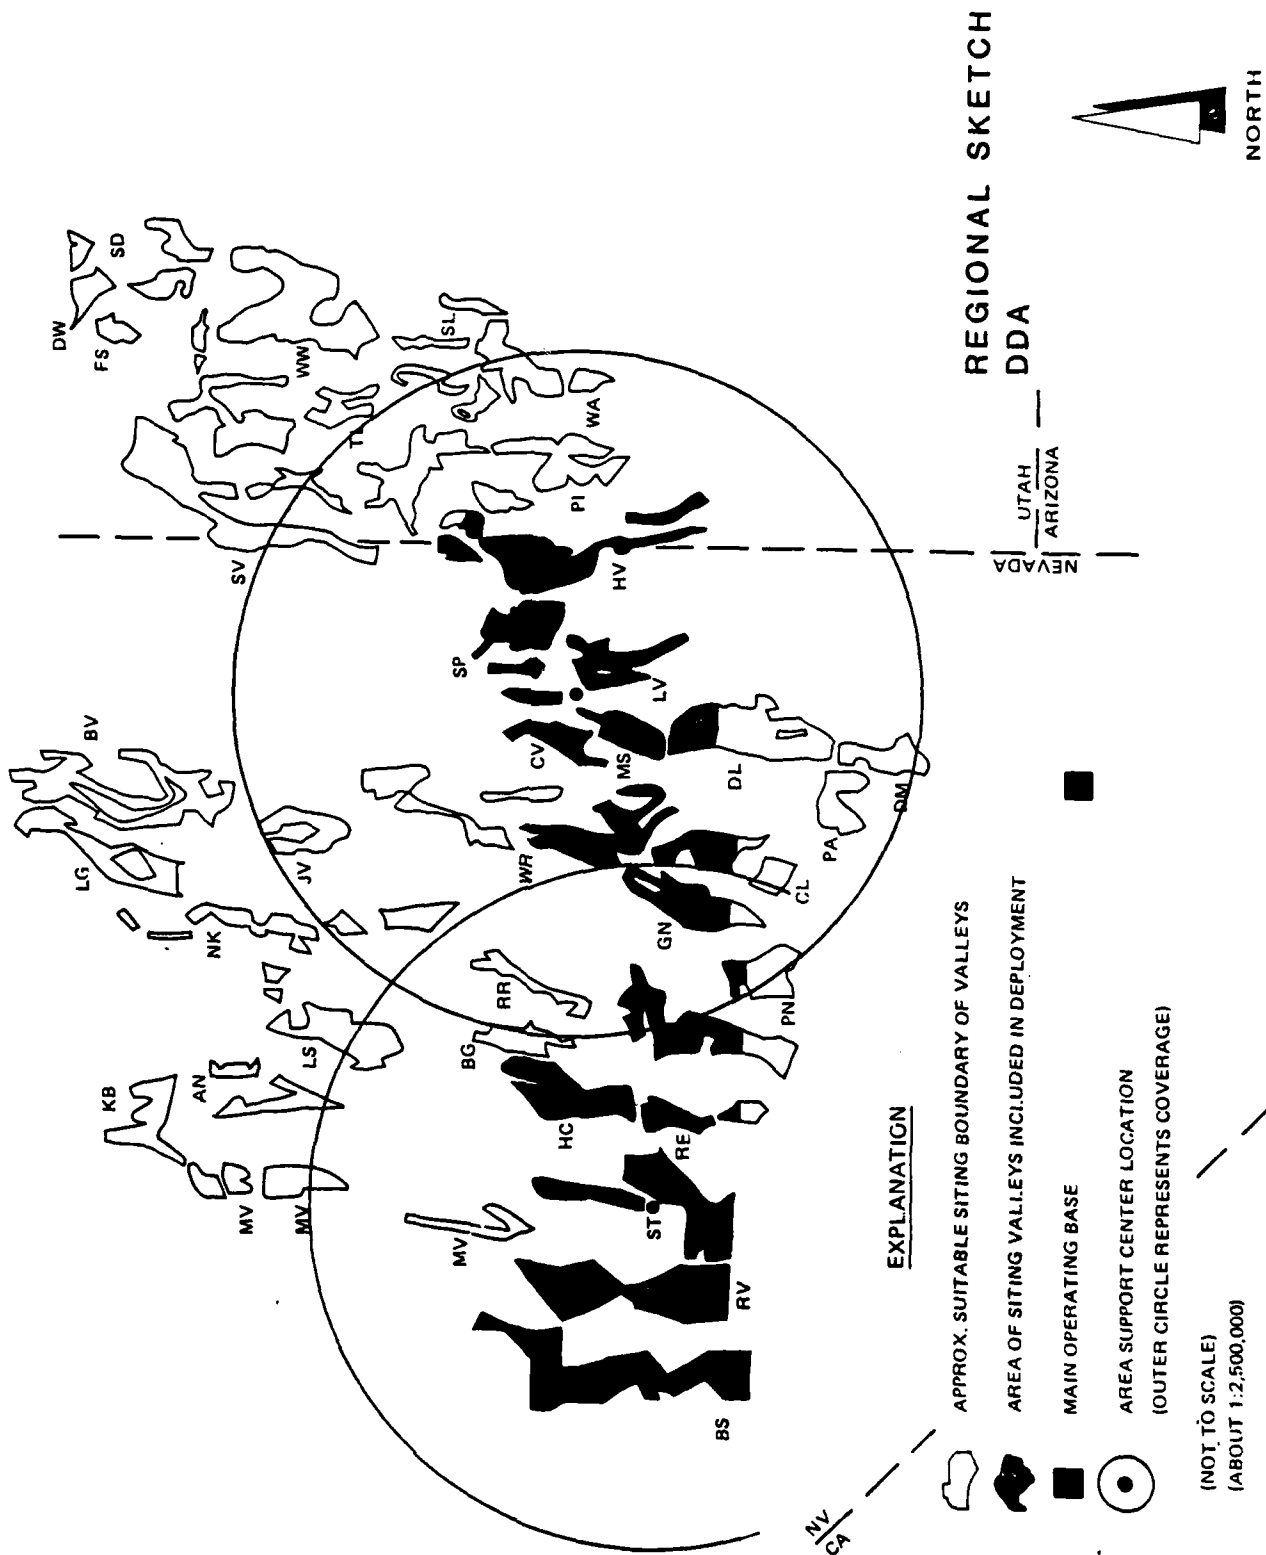 REGIONAL SKETCH
DDA
NORTH
UTAH
ARIZONA
NEVADA
NV
CA
DW
SD
FS
WW
SL
WA
PI
SV
HV
SP
LV
BV
CV
MS
DL
DM
PA
LG
JV
WR
CL
GN
NK
RR
PN
BG
LS
AN
KB
HC
RE
MV
MV
MV
ST
RV
BS
EXPLANATION
APPROX. SUITABLE SITING BOUNDARY OF VALLEYS
AREA OF SITING VALLEYS INCLUDED IN DEPLOYMENT
MAIN OPERATING BASE
AREA SUPPORT CENTER LOCATION
(OUTER CIRCLE REPRESENTS COVERAGE)
(NOT TO SCALE)
(ABOUT 1:2,500,000)